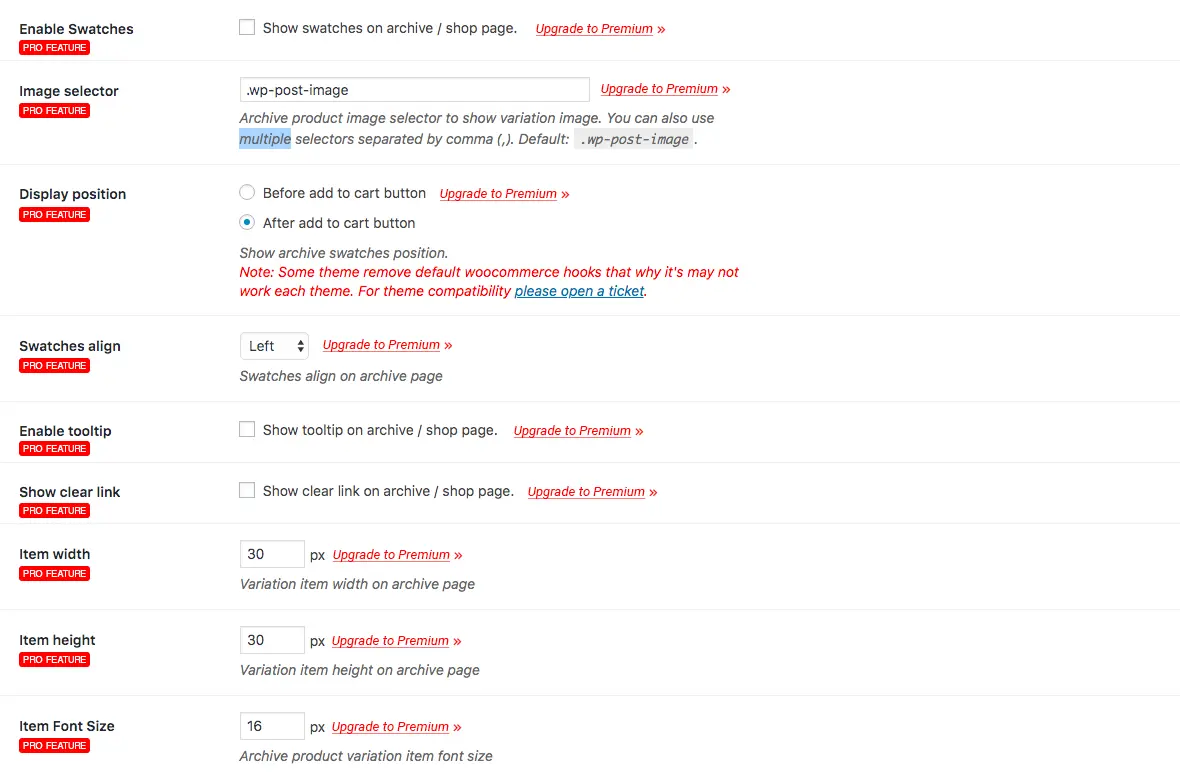 Enable Swatches
PRO FEATURE
Show swatches on archive / shop page. Upgrade to Premium »
Image selector
PRO FEATURE
.wp-post-image Upgrade to Premium »
Archive product image selector to show variation image. You can also use
multiple selectors separated by comma (,). Default: .wp-post-image .
Display position
PRO FEATURE
Before add to cart button Upgrade to Premium »
After add to cart button
Show archive swatches position.
Note: Some theme remove default woocommerce hooks that why it's may not
work each theme. For theme compatibility please open a ticket.
Swatches align
PRO FEATURE
Left Upgrade to Premium »
Swatches align on archive page
Enable tooltip
PRO FEATURE
Show tooltip on archive / shop page. Upgrade to Premium »
Show clear link
PRO FEATURE
Show clear link on archive / shop page. Upgrade to Premium »
Item width
PRO FEATURE
30 px Upgrade to Premium »
Variation item width on archive page
Item height
PRO FEATURE
30 px Upgrade to Premium »
Variation item height on archive page
Item Font Size
PRO FEATURE
16 px Upgrade to Premium »
Archive product variation item font size